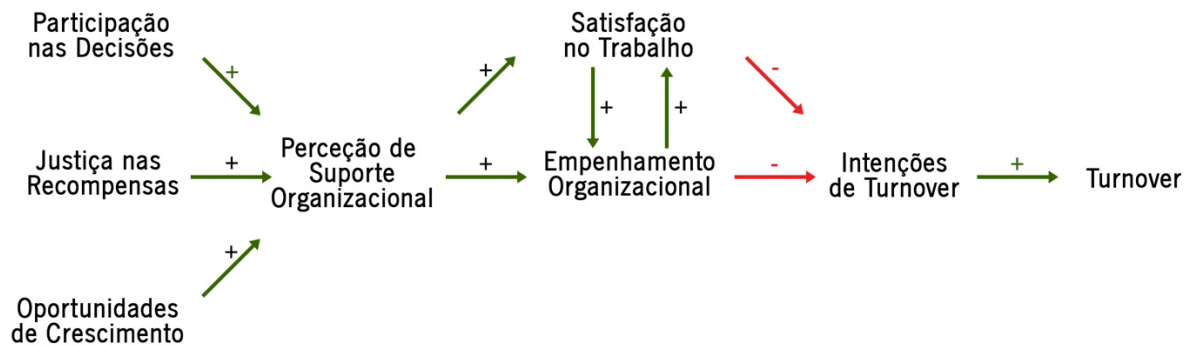 Participação
nas Decisões
+
Justiça nas
Recompensas
+
Oportunidades
de Crescimento
+
Perceção de
Suporte
Organizacional
+
+
Satisfação
no Trabalho
+
+
Empenhamento
Organizacional
-
-
Intenções
de Turnover
+
Turnover